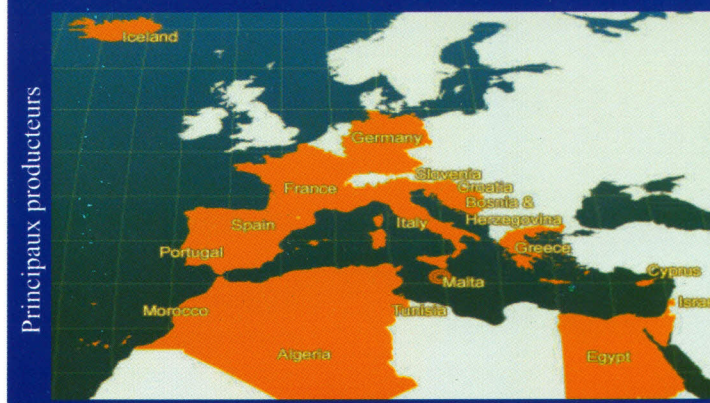 Principaux producteurs
Iceland
Germany
Slovenia
France
Croatia
Bosnia &
Herzegovina
Spain
Italy
Portugal
Greece
Cyprus
Malta
Israe
Morocco
Tunisia
Algeria
Egypt